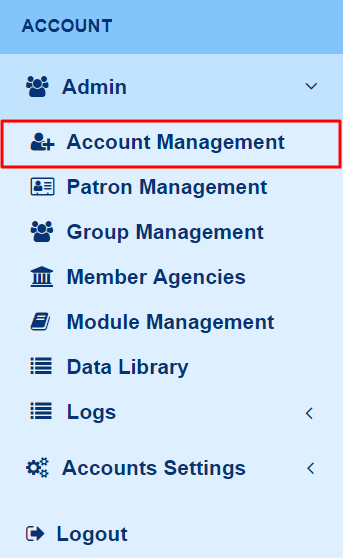 ACCOUNT
Admin
Account Management
Patron Management
Group Management
Member Agencies
Module Management
Data Library
Logs
Accounts Settings
Logout